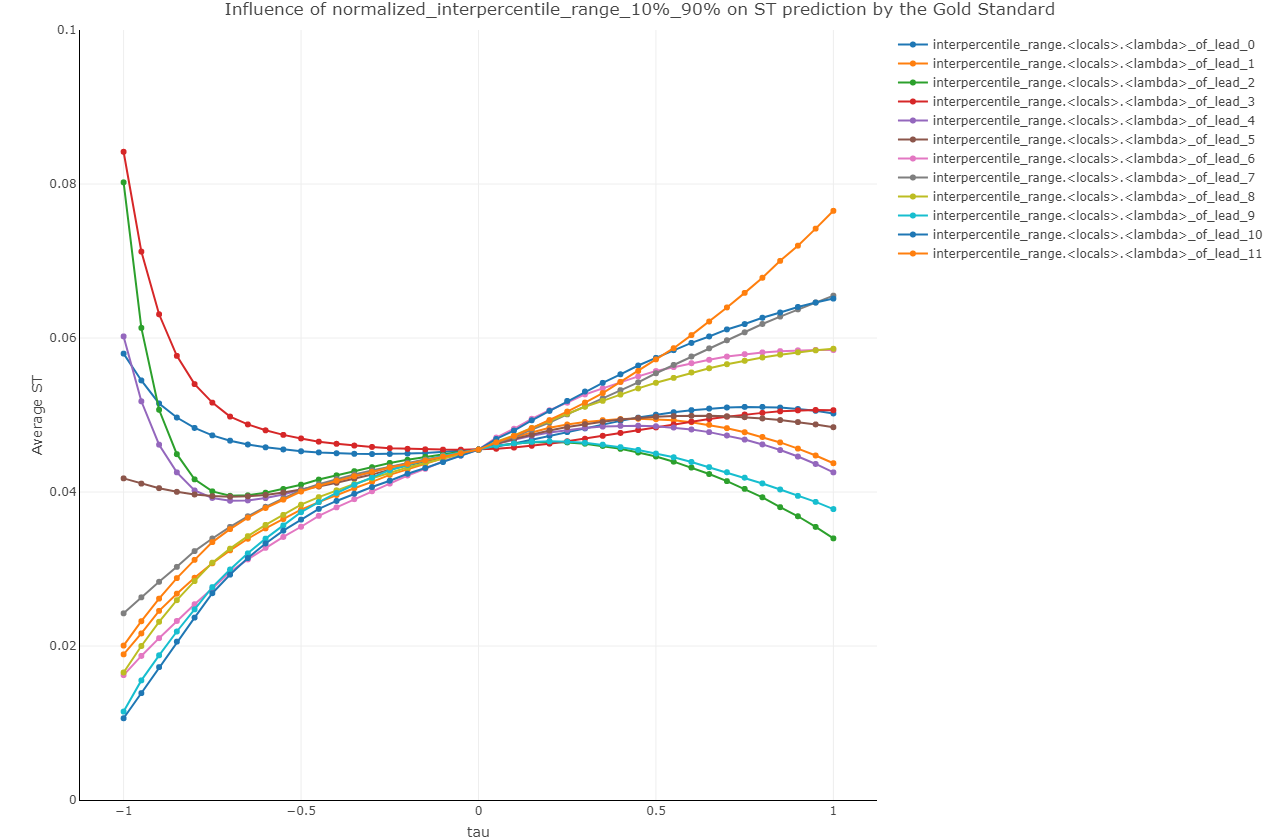 Influence of normalized_interpercentile_range_10%_90% on ST prediction by the Gold Standard
0.1
0.08
0.06
0.04
0.02
0
Average ST
−1
−0.5
0
0.5
1
tau
interpercentile_range.<locals>.<lambda>_of_lead_0
interpercentile_range.<locals>.<lambda>_of_lead_1
interpercentile_range.<locals>.<lambda>_of_lead_2
interpercentile_range.<locals>.<lambda>_of_lead_3
interpercentile_range.<locals>.<lambda>_of_lead_4
interpercentile_range.<locals>.<lambda>_of_lead_5
interpercentile_range.<locals>.<lambda>_of_lead_6
interpercentile_range.<locals>.<lambda>_of_lead_7
interpercentile_range.<locals>.<lambda>_of_lead_8
interpercentile_range.<locals>.<lambda>_of_lead_9
interpercentile_range.<locals>.<lambda>_of_lead_10
interpercentile_range.<locals>.<lambda>_of_lead_11